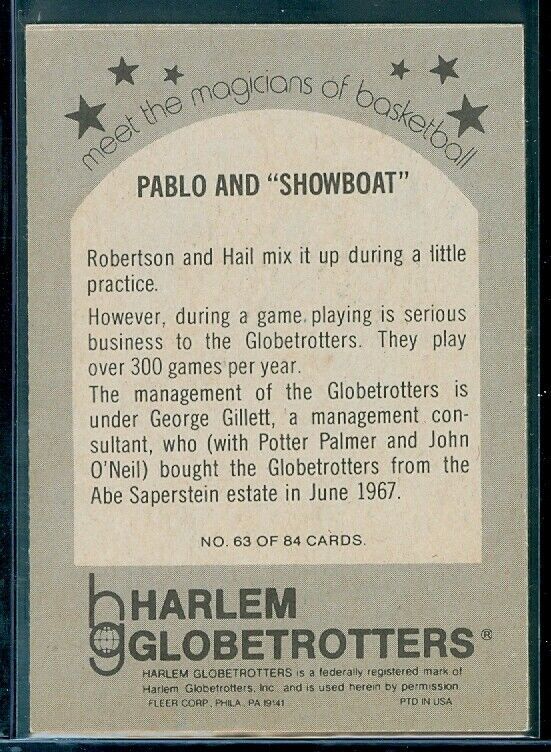 meet the magicians of basketball
PABLO AND “SHOWBOAT”
Robertson and Hail mix it up during a little
practice.
However, during a game, playing is serious
business to the Globetrotters. They play
over 300 games per year.
The management of the Globetrotters is
under George Gillett, a management con-
sultant, who (with Potter Palmer and John
O'Neil) bought the Globetrotters from the
Abe Saperstein estate in June 1967.
NO. 63 OF 84 CARDS.
hg HARLEM
GLOBETROTTERS®
HARLEM GLOBETROTTERS is a federally registered mark of
Harlem Globetrotters, Inc. and is used herein by permission
FLEER CORP., PHILA., PA 19141 PTD IN USA